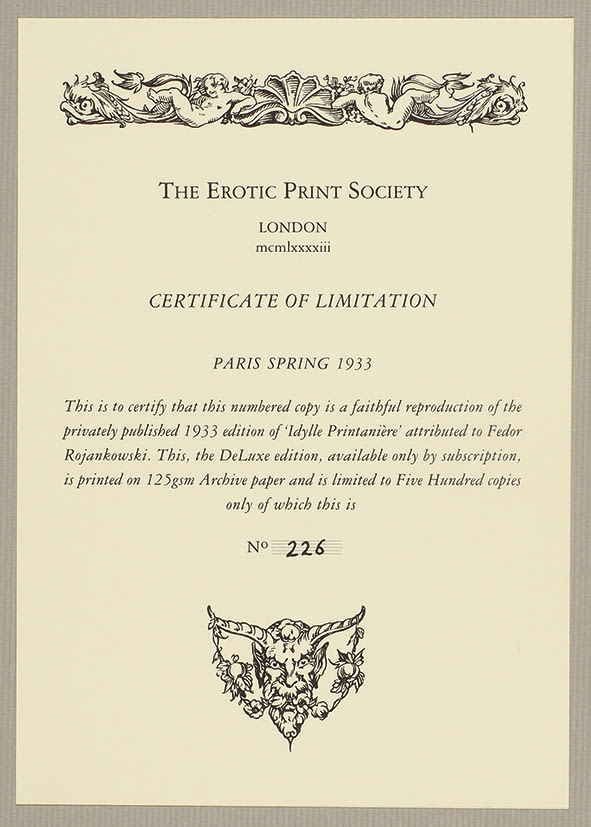 THE EROTIC PRINT SOCIETY
LONDON
mcmlxxxxiii
CERTIFICATE OF LIMITATION
PARIS SPRING 1933
This is to certify that this numbered copy is a faithful reproduction of the
privately published 1933 edition of ‘Idylle Printanière’ attributed to Fedor
Rojankowski. This, the DeLuxe edition, available only by subscription,
is printed on 125gsm Archive paper and is limited to Five Hundred copies
only of which this is
Nº 226